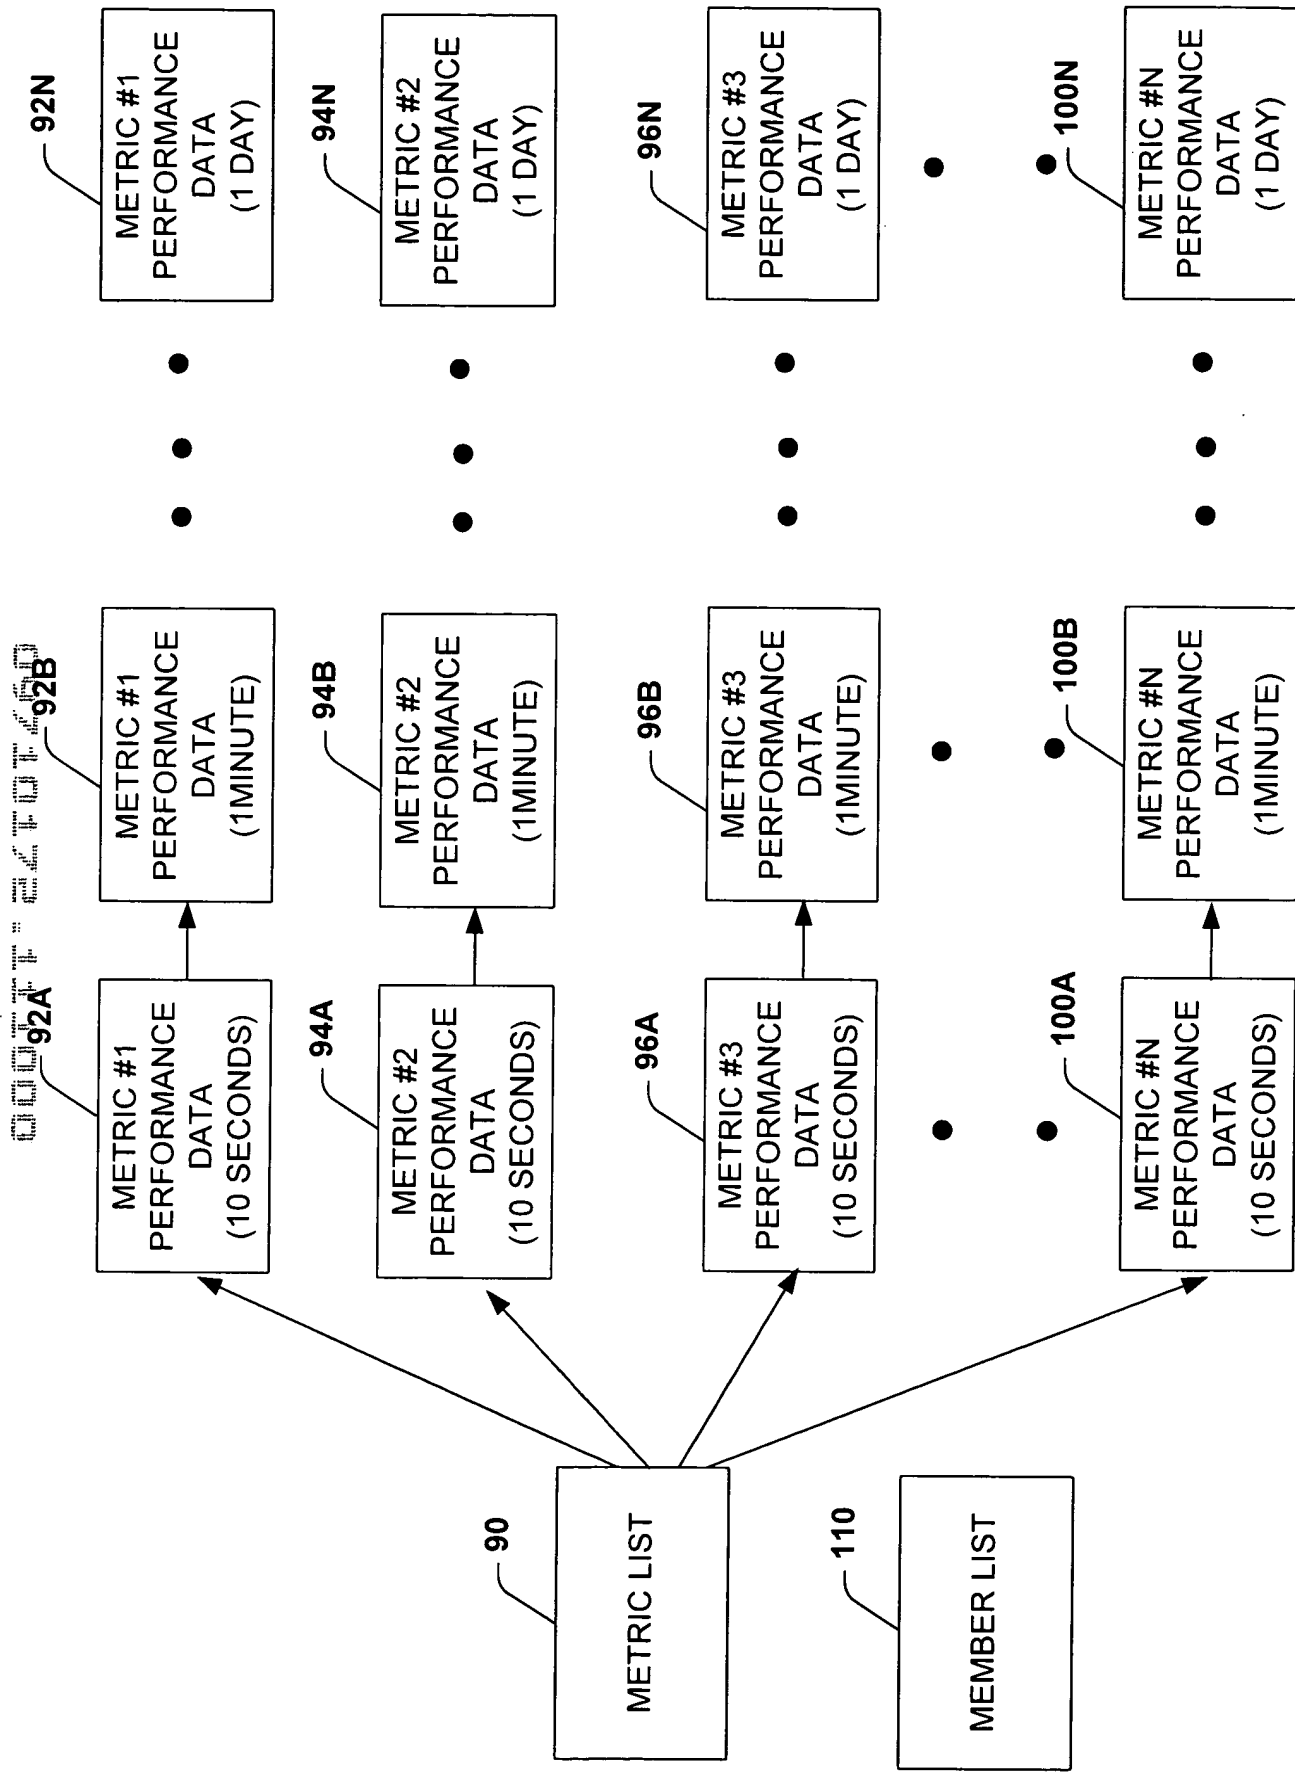 09710172.111700
92A
92B
92N
METRIC #1
PERFORMANCE
DATA
(10 SECONDS)
METRIC #1
PERFORMANCE
DATA
(1MINUTE)
METRIC #1
PERFORMANCE
DATA
(1 DAY)
94A
94B
94N
METRIC #2
PERFORMANCE
DATA
(10 SECONDS)
METRIC #2
PERFORMANCE
DATA
(1MINUTE)
METRIC #2
PERFORMANCE
DATA
(1 DAY)
90
METRIC LIST
96A
96B
96N
METRIC #3
PERFORMANCE
DATA
(10 SECONDS)
METRIC #3
PERFORMANCE
DATA
(1MINUTE)
METRIC #3
PERFORMANCE
DATA
(1 DAY)
110
MEMBER LIST
100A
100B
100N
METRIC #N
PERFORMANCE
DATA
(10 SECONDS)
METRIC #N
PERFORMANCE
DATA
(1MINUTE)
METRIC #N
PERFORMANCE
DATA
(1 DAY)